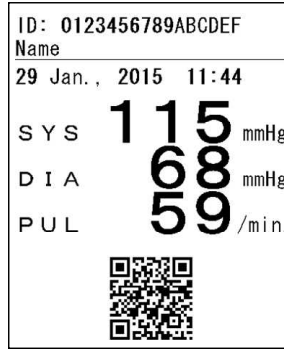 ID: 0123456789ABCDEF
Name
29 Jan., 2015 11:44
SYS 115 mmHg
DIA 68 mmHg
PUL 59 /min.